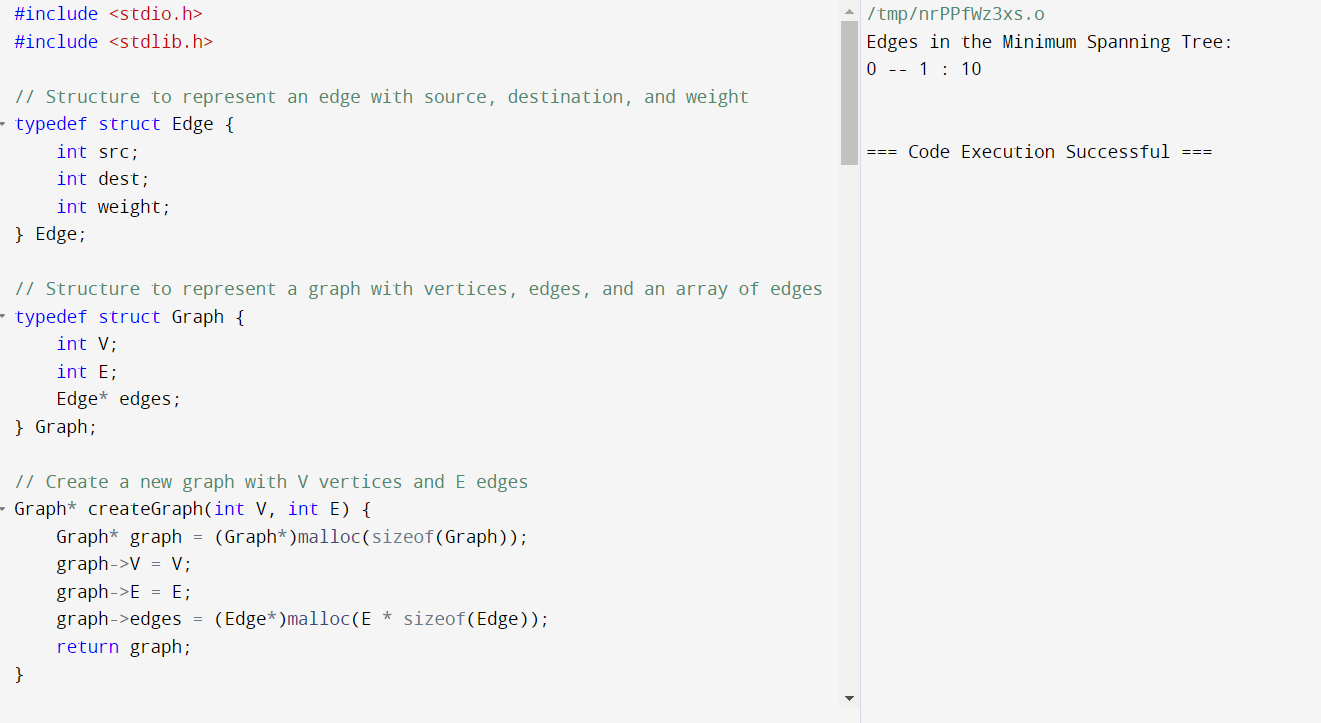 #include <stdio.h>
#include <stdlib.h>
// Structure to represent an edge with source, destination, and weight
typedef struct Edge {
    int src;
    int dest;
    int weight;
} Edge;
// Structure to represent a graph with vertices, edges, and an array of edges
typedef struct Graph {
    int V;
    int E;
    Edge* edges;
} Graph;
// Create a new graph with V vertices and E edges
Graph* createGraph(int V, int E) {
    Graph* graph = (Graph*)malloc(sizeof(Graph));
    graph->V = V;
    graph->E = E;
    graph->edges = (Edge*)malloc(E * sizeof(Edge));
    return graph;
}
/tmp/nrPPfWz3xs.o
Edges in the Minimum Spanning Tree:
0 -- 1 : 10
=== Code Execution Successful ===